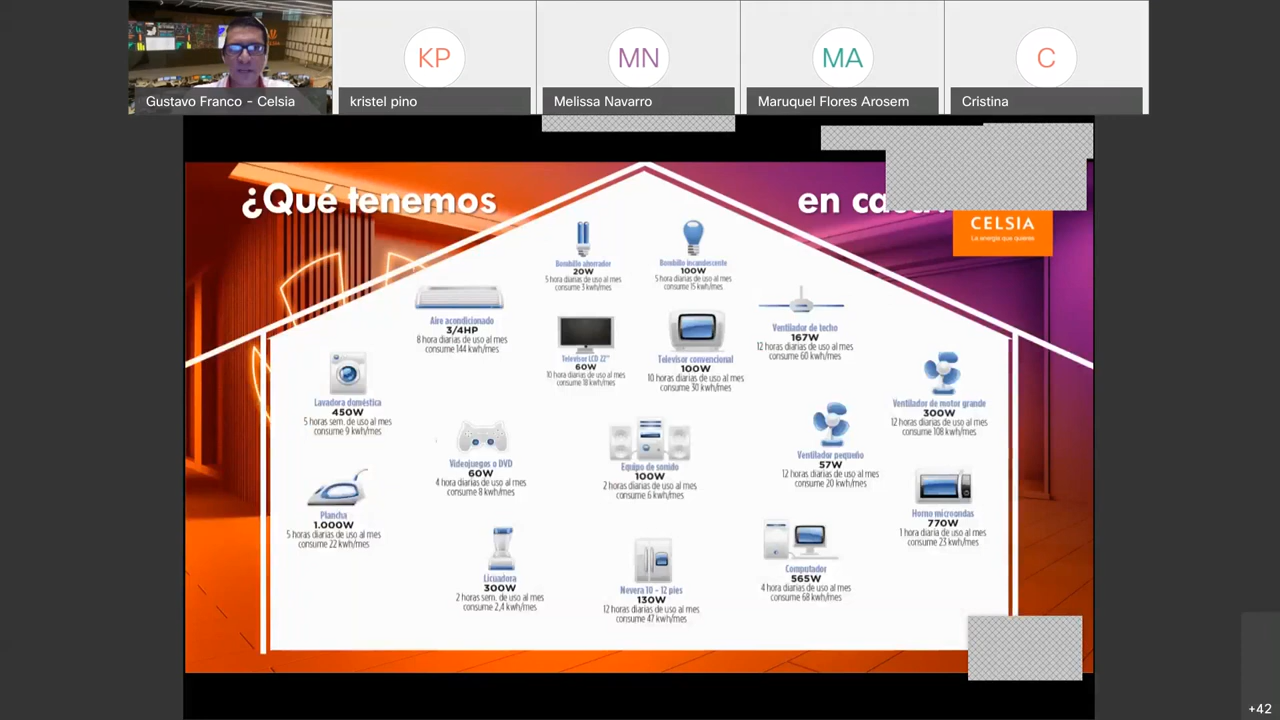 KP
MN
MA
C
Gustavo Franco - Celsia
kristel pino
Melissa Navarro
Maruquel Flores Arosem
Cristina
¿Qué tenemos
en
CELSIA
La energía que quieres
Bombillo ahorrador
20W
5 hora diarias de uso al mes
consume 3 kwh/mes
Bombillo incandescente
100W
5 hora diarias de uso al mes
consume 15 kwh/mes
Aire acondicionado
3/4HP
8 hora diarias de uso al mes
consume 144 kwh/mes
Televisor LCD 22"
60W
10 hora diarias de uso al mes
consume 18 kwh/mes
Televisor convencional
100W
10 hora diarias de uso al mes
consume 30 kwh/mes
Ventilador de techo
167W
12 horas diarias de uso al mes
consume 60 kwh/mes
Lavadora doméstica
450W
5 horas sem. de uso al mes
consume 9 kwh/mes
Ventilador de motor grande
300W
12 horas diarias de uso al mes
consume 108 kwh/mes
Videojuegos o DVD
60W
4 hora diarias de uso al mes
consume 8 kwh/mes
Equipo de sonido
100W
2 horas diarias de uso al mes
consume 6 kwh/mes
Ventilador pequeño
57W
12 horas diarias de uso al mes
consume 20 kwh/mes
Plancha
1.000W
5 horas diarias de uso al mes
consume 22 kwh/mes
Horno microondas
770W
1 hora diaria de uso al mes
consume 23 kwh/mes
Licuadora
300W
2 horas sem. de uso al mes
consume 2,4 kwh/mes
Nevera 10 - 12 pies
130W
12 horas diarias de uso al mes
consume 47 kwh/mes
Computador
565W
4 hora diarias de uso al mes
consume 68 kwh/mes
+42